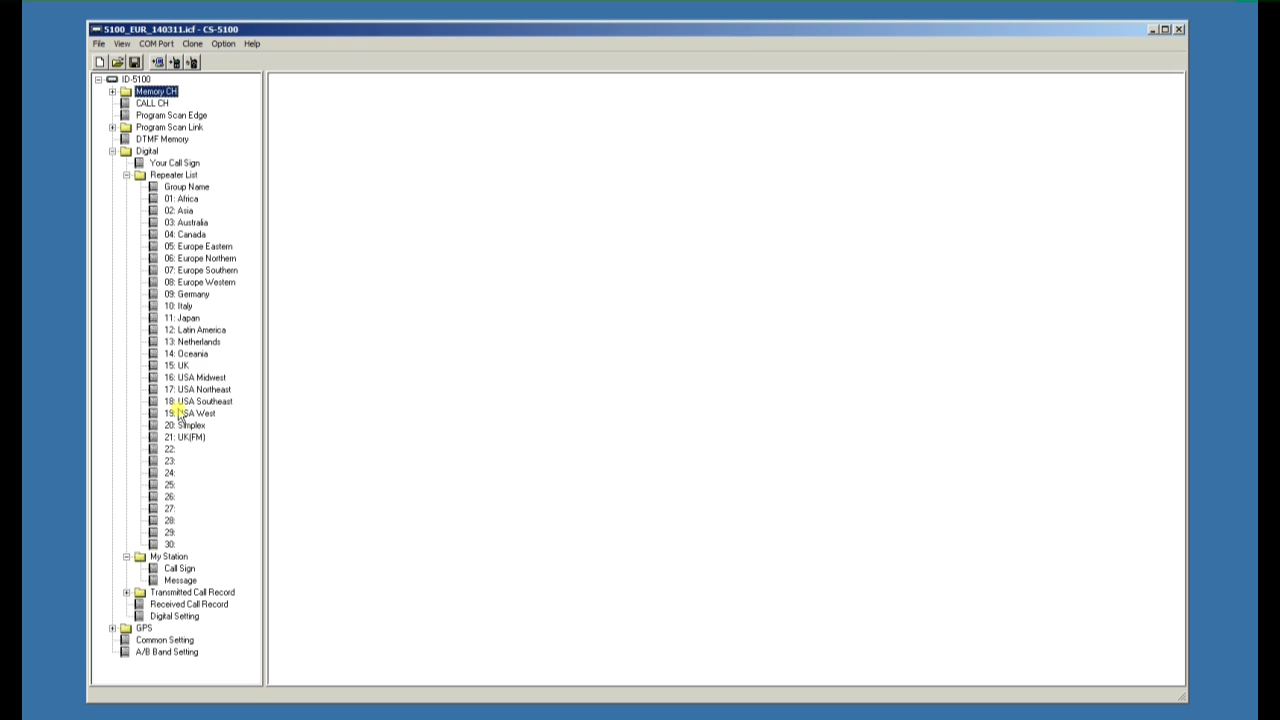 5100_EUR_140311.icf - CS-5100
File View COM Port Clone Option Help
ID-5100
Memory CH
CALL CH
Program Scan Edge
Program Scan Link
DTMF Memory
Digital
Your Call Sign
Repeater List
Group Name
01: Africa
02: Asia
03: Australia
04: Canada
05: Europe Eastern
06: Europe Northern
07: Europe Southern
08: Europe Western
09: Germany
10: Italy
11: Japan
12: Latin America
13: Netherlands
14: Oceania
15: UK
16: USA Midwest
17: USA Northeast
18: USA Southeast
19: USA West
20: Simplex
21: UK(FM)
22:
23:
24:
25:
26:
27:
28:
29:
30:
My Station
Call Sign
Message
Transmitted Call Record
Received Call Record
Digital Setting
GPS
Common Setting
A/B Band Setting